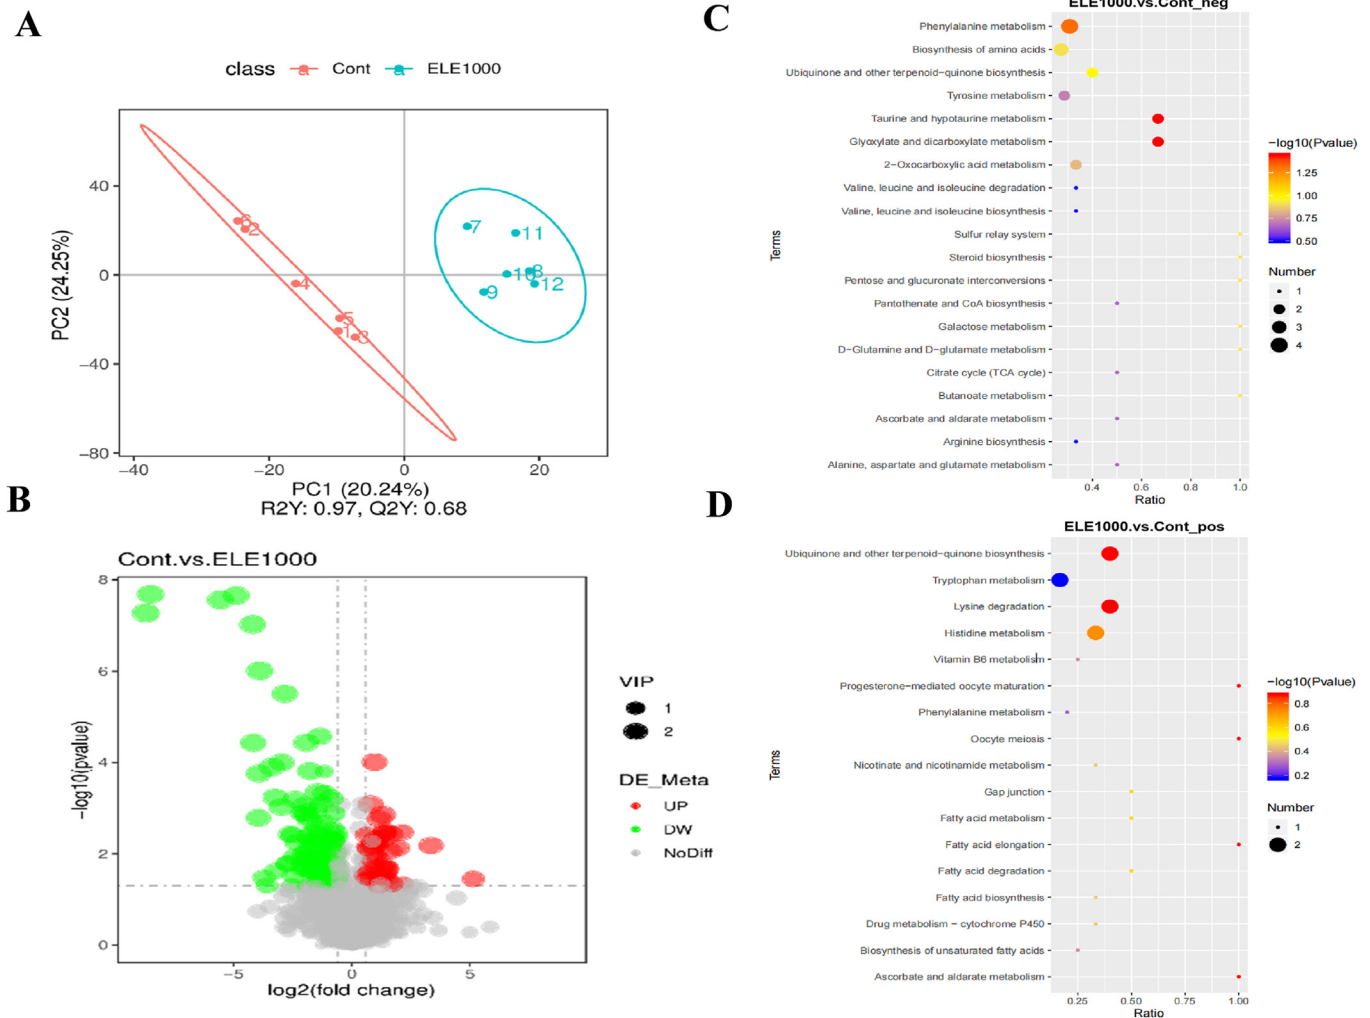 A
class Cont ELE1000
a a
PC2 (24.25%)
40
0
−40
−80
7
11
2
4
10
8
12
9
5
1
3
−40 −20 0 20
PC1 (20.24%)
R2Y: 0.97, Q2Y: 0.68
B
Cont.vs.ELE1000
−log10(pvalue)
8
6
4
2
0
−5 0 5
log2(fold change)
VIP
1
2
DE_Meta
UP
DW
NoDiff
C
ELE1000.vs.Cont_neg
Terms
Phenylalanine metabolism
Biosynthesis of amino acids
Ubiquinone and other terpenoid−quinone biosynthesis
Tyrosine metabolism
Taurine and hypotaurine metabolism
Glyoxylate and dicarboxylate metabolism
2−Oxocarboxylic acid metabolism
Valine, leucine and isoleucine degradation
Valine, leucine and isoleucine biosynthesis
Sulfur relay system
Steroid biosynthesis
Pentose and glucuronate interconversions
Pantothenate and CoA biosynthesis
Galactose metabolism
D−Glutamine and D−glutamate metabolism
Citrate cycle (TCA cycle)
Butanoate metabolism
Ascorbate and aldarate metabolism
Arginine biosynthesis
Alanine, aspartate and glutamate metabolism
0.4 0.6 0.8 1.0
Ratio
−log10(Pvalue)
1.25
1.00
0.75
0.50
Number
1
2
3
4
D
ELE1000.vs.Cont_pos
Terms
Ubiquinone and other terpenoid−quinone biosynthesis
Tryptophan metabolism
Lysine degradation
Histidine metabolism
Vitamin B6 metabolism
Progesterone−mediated oocyte maturation
Phenylalanine metabolism
Oocyte meiosis
Nicotinate and nicotinamide metabolism
Gap junction
Fatty acid metabolism
Fatty acid elongation
Fatty acid degradation
Fatty acid biosynthesis
Drug metabolism − cytochrome P450
Biosynthesis of unsaturated fatty acids
Ascorbate and aldarate metabolism
0.25 0.50 0.75 1.00
Ratio
−log10(Pvalue)
0.8
0.6
0.4
0.2
Number
1
2